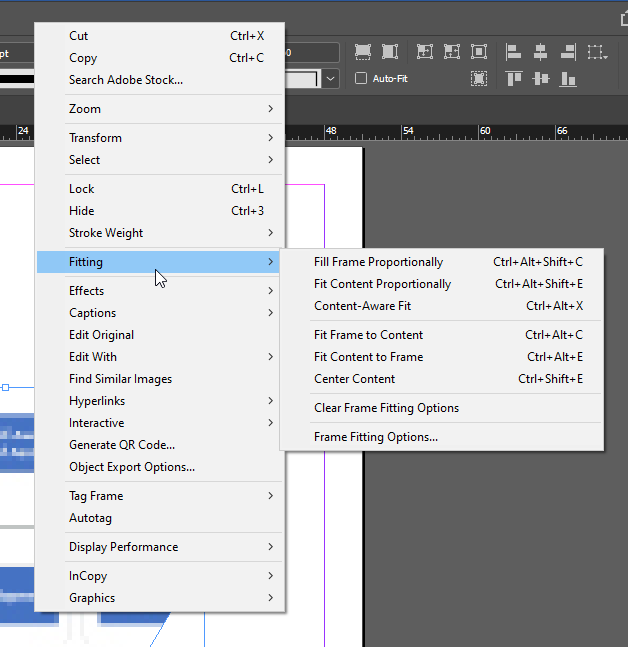 pt
0
Auto-Fit
24
48
54
60
66
Cut Ctrl+X
Copy Ctrl+C
Search Adobe Stock...
Zoom
Transform
Select
Lock Ctrl+L
Hide Ctrl+3
Stroke Weight
Fitting
Effects
Captions
Edit Original
Edit With
Find Similar Images
Hyperlinks
Interactive
Generate QR Code...
Object Export Options...
Tag Frame
Autotag
Display Performance
InCopy
Graphics
Fill Frame Proportionally Ctrl+Alt+Shift+C
Fit Content Proportionally Ctrl+Alt+Shift+E
Content-Aware Fit Ctrl+Alt+X
Fit Frame to Content Ctrl+Alt+C
Fit Content to Frame Ctrl+Alt+E
Center Content Ctrl+Shift+E
Clear Frame Fitting Options
Frame Fitting Options...